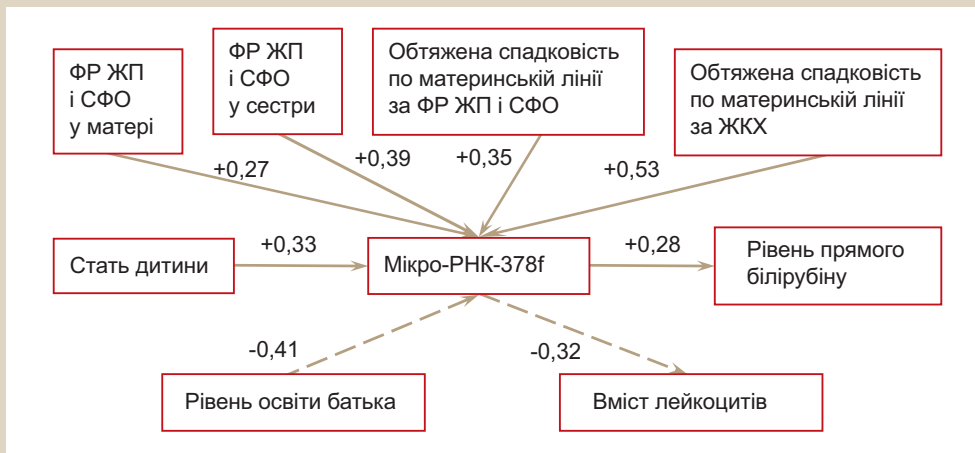 ФР ЖП
і СФО
у матері
ФР ЖП
і СФО
у сестри
Обтяжена спадковість
по материнській лінії
за ФР ЖП і СФО
Обтяжена спадковість
по материнській лінії
за ЖКХ
+0,27
+0,39
+0,35
+0,53
Стать дитини
+0,33
Мікро-РНК-378f
+0,28
Рівень прямого
білірубіну
-0,41
-0,32
Рівень освіти батька
Вміст лейкоцитів